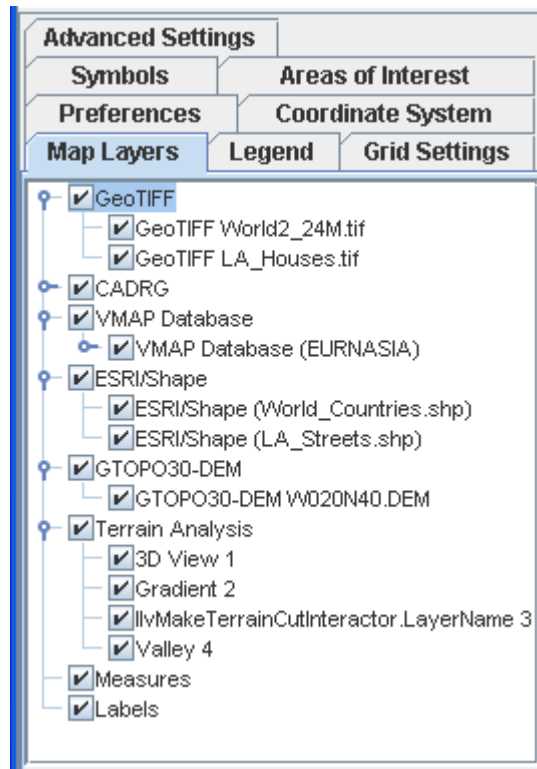 Advanced Settings
Symbols Areas of Interest
Preferences Coordinate System
Map Layers Legend Grid Settings
GeoTIFF
GeoTIFF World2_24M.tif
GeoTIFF LA_Houses.tif
CADRG
VMAP Database
VMAP Database (EURNASIA)
ESRI/Shape
ESRI/Shape (World_Countries.shp)
ESRI/Shape (LA_Streets.shp)
GTOPO30-DEM
GTOPO30-DEM W020N40.DEM
Terrain Analysis
3D View 1
Gradient 2
IlvMakeTerrainCutInteractor.LayerName 3
Valley 4
Measures
Labels